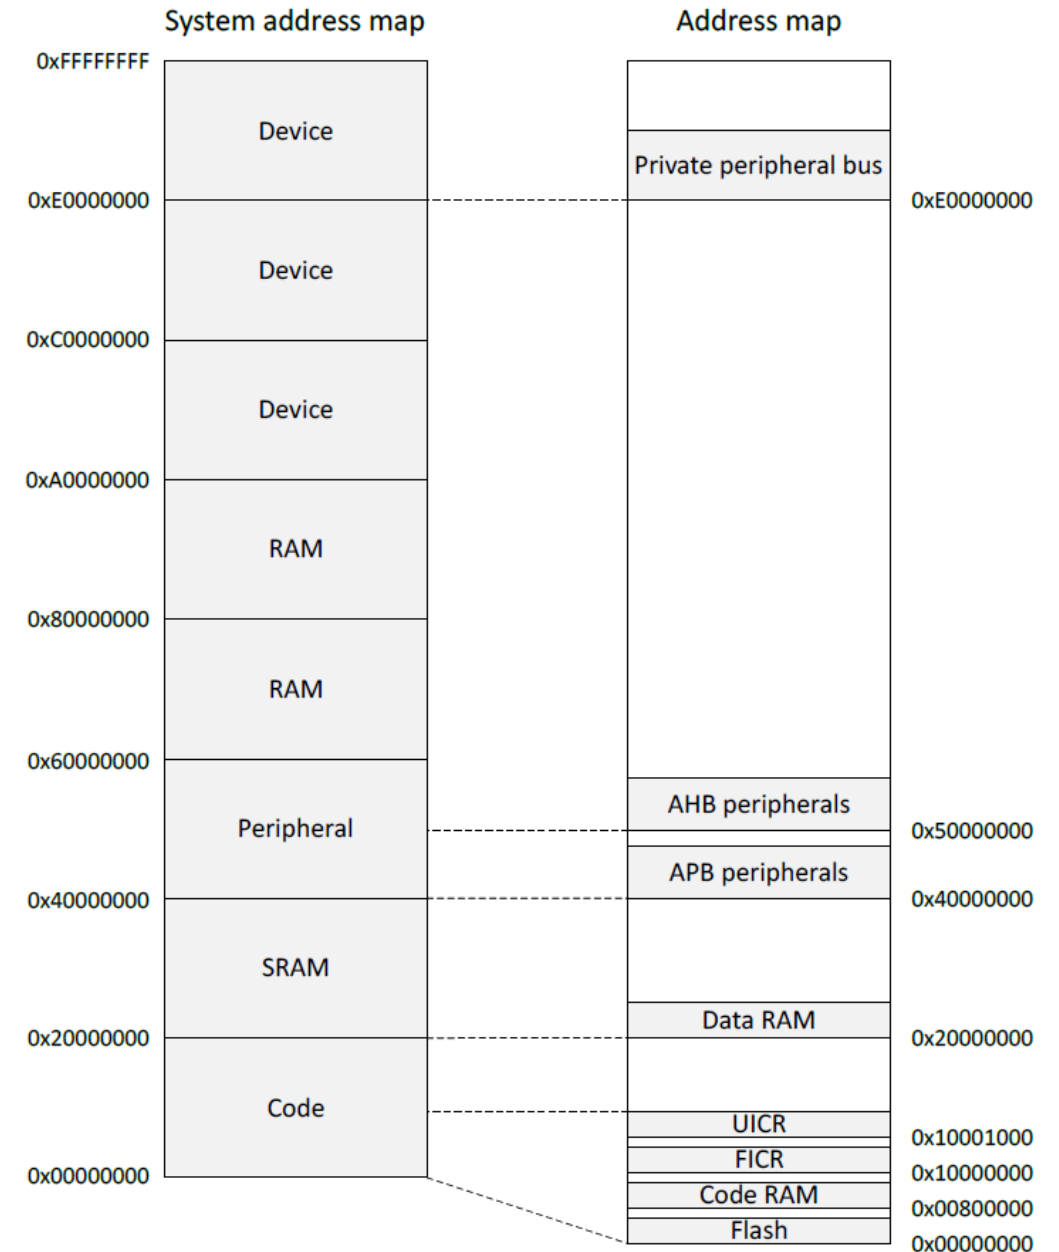 System address map
0xFFFFFFFF
Device
0xE0000000
Device
0xC0000000
Device
0xA0000000
RAM
0x80000000
RAM
0x60000000
Peripheral
0x40000000
SRAM
0x20000000
Code
0x00000000
Address map
Private peripheral bus
0xE0000000
AHB peripherals
0x50000000
APB peripherals
0x40000000
Data RAM
0x20000000
UICR
0x10001000
FICR
0x10000000
Code RAM
0x00800000
Flash
0x00000000